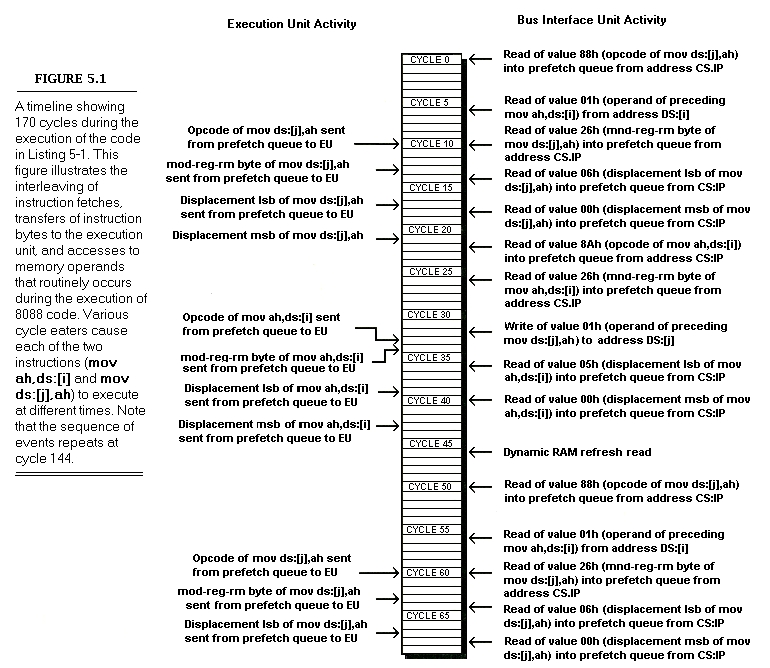 Execution Unit Activity
Bus Interface Unit Activity
FIGURE 5.1
A timeline showing
170 cycles during the
execution of the code
in Listing 5-1. This
figure illustrates the
interleaving of
instruction fetches,
transfers of instruction
bytes to the execution
unit, and accesses to
memory operands
that routinely occurs
during the execution of
8088 code. Various
cycle eaters cause
each of the two
instructions (mov
ah,ds:[i] and mov
ds:[j],ah) to execute
at different times. Note
that the sequence of
events repeats at
cycle 144.
Opcode of mov ds:[j],ah sent
from prefetch queue to EU
mod-reg-rm byte of mov ds:[j],ah
sent from prefetch queue to EU
Displacement lsb of mov ds:[j],ah
sent from prefetch queue to EU
Displacement msb of mov ds:[j],ah
Opcode of mov ah,ds:[i] sent
from prefetch queue to EU
mod-reg-rm byte of mov ah,ds:[i]
sent from prefetch queue to EU
Displacement lsb of mov ah,ds:[i]
sent from prefetch queue to EU
Displacement msb of mov ah,ds:[i]
sent from prefetch queue to EU
Opcode of mov ds:[j],ah sent
from prefetch queue to EU
mod-reg-rm byte of mov ds:[j],ah
sent from prefetch queue to EU
Displacement lsb of mov ds:[j],ah
sent from prefetch queue to EU
CYCLE 0
CYCLE 5
CYCLE 10
CYCLE 15
CYCLE 20
CYCLE 25
CYCLE 30
CYCLE 35
CYCLE 40
CYCLE 45
CYCLE 50
CYCLE 55
CYCLE 60
CYCLE 65
Read of value 88h (opcode of mov ds:[j],ah)
into prefetch queue from address CS.IP
Read of value 01h (operand of preceding
mov ah,ds:[i]) from address DS:[i]
Read of value 26h (mnd-reg-rm byte of
mov ds:[j],ah) into prefetch queue from
address CS.IP
Read of value 06h (displacement lsb of mov
ds:[j],ah) into prefetch queue from CS:IP
Read of value 00h (displacement msb of mov
ds:[j],ah) into prefetch queue from CS:IP
Read of value 8Ah (opcode of mov ah,ds:[i])
into prefetch queue from address CS:IP
Read of value 26h (mnd-reg-rm byte of
mov ah,ds:[i]) into prefetch queue from
address CS.IP
Write of value 01h (operand of preceding
mov ds:[j],ah) to address DS:[j]
Read of value 05h (displacement lsb of mov
ah,ds:[i]) into prefetch queue from CS:IP
Read of value 00h (displacement msb of mov
ah,ds:[i]) into prefetch queue from CS:IP
Dynamic RAM refresh read
Read of value 88h (opcode of mov ds:[j],ah)
into prefetch queue from address CS:IP
Read of value 01h (operand of preceding
mov ah,ds:[i]) from address DS:[i]
Read of value 26h (mnd-reg-rm byte of
mov ds:[j],ah) into prefetch queue from
address CS.IP
Read of value 06h (displacement lsb of mov
ds:[j],ah) into prefetch queue from CS:IP
Read of value 00h (displacement msb of mov
ds:[j],ah) into prefetch queue from CS:IP